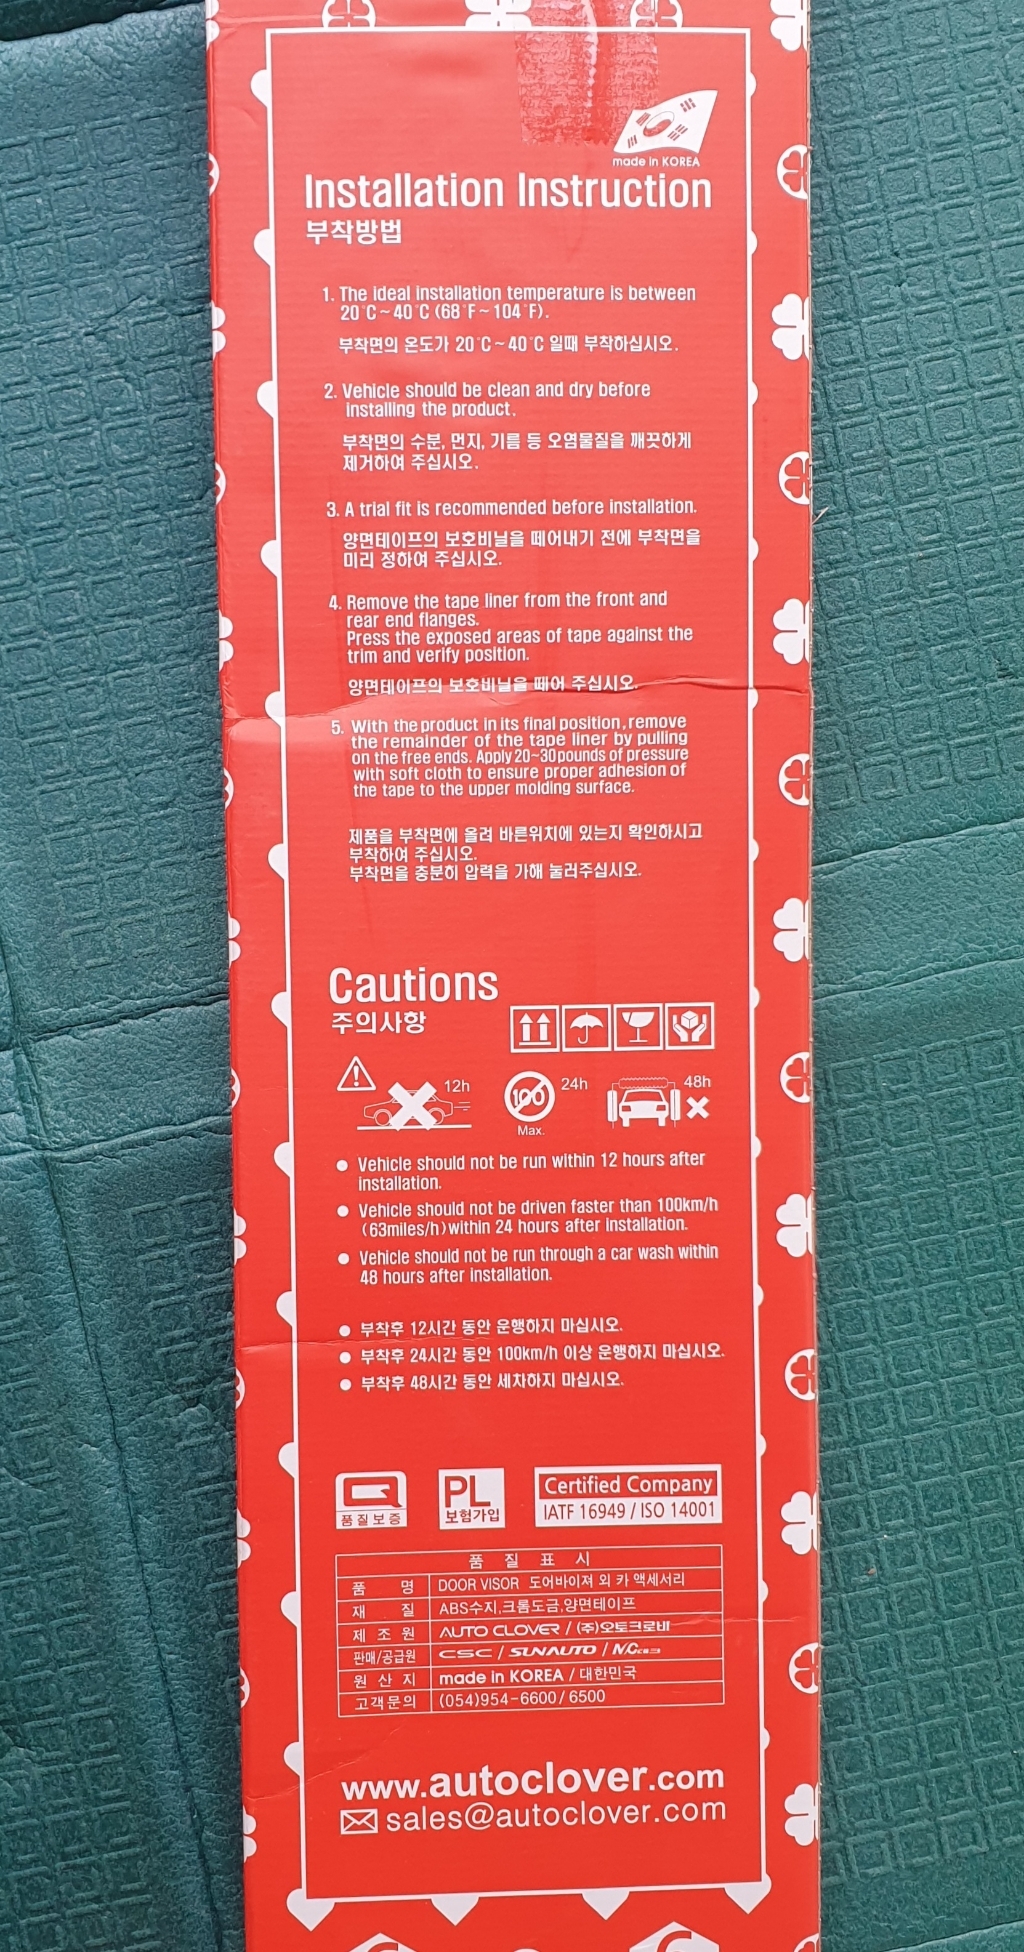 made in KOREA
Installation Instruction
부착방법
1. The ideal installation temperature is between
20°C ~ 40°C (68°F ~ 104°F).
부착면의 온도가 20°C ~ 40°C 일때 부착하십시오.
2. Vehicle should be clean and dry before
installing the product.
부착면의 수분, 먼지, 기름 등 오염물질을 깨끗하게
제거하여 주십시오.
3. A trial fit is recommended before installation.
양면테이프의 보호비닐을 떼어내기 전에 부착면을
미리 정하여 주십시오.
4. Remove the tape liner from the front and
rear end flanges.
Press the exposed areas of tape against the
trim and verify position.
양면테이프의 보호비닐을 떼어 주십시오.
5. With the product in its final position, remove
the remainder of the tape liner by pulling
on the free ends. Apply 20~30pounds of pressure
with soft cloth to ensure proper adhesion of
the tape to the upper molding surface.
제품을 부착면에 올려 바른위치에 있는지 확인하시고
부착하여 주십시오.
부착면을 충분히 압력을 가해 눌러주십시오.
Cautions
주의사항
12h
100
24h
48h
Max.
● Vehicle should not be run within 12 hours after
installation.
● Vehicle should not be driven faster than 100km/h
(63miles/h)within 24 hours after installation.
● Vehicle should not be run through a car wash within
48 hours after installation.
● 부착후 12시간 동안 운행하지 마십시오.
● 부착후 24시간 동안 100km/h 이상 운행하지 마십시오.
● 부착후 48시간 동안 세차하지 마십시오.
품질보증
PL
보험가입
Certified Company
IATF 16949 / ISO 14001
품 질 표 시
품 명 DOOR VISOR 도어바이져 외 카 액세서리
재 질 ABS수지,크롬도금,양면테이프
제 조 원 AUTO CLOVER / (주)오토크로바
판매/공급원 CSC / SUNAUTO /
원 산 지 made in KOREA / 대한민국
고객문의 (054)954-6600 / 6500
www.autoclover.com
sales@autoclover.com